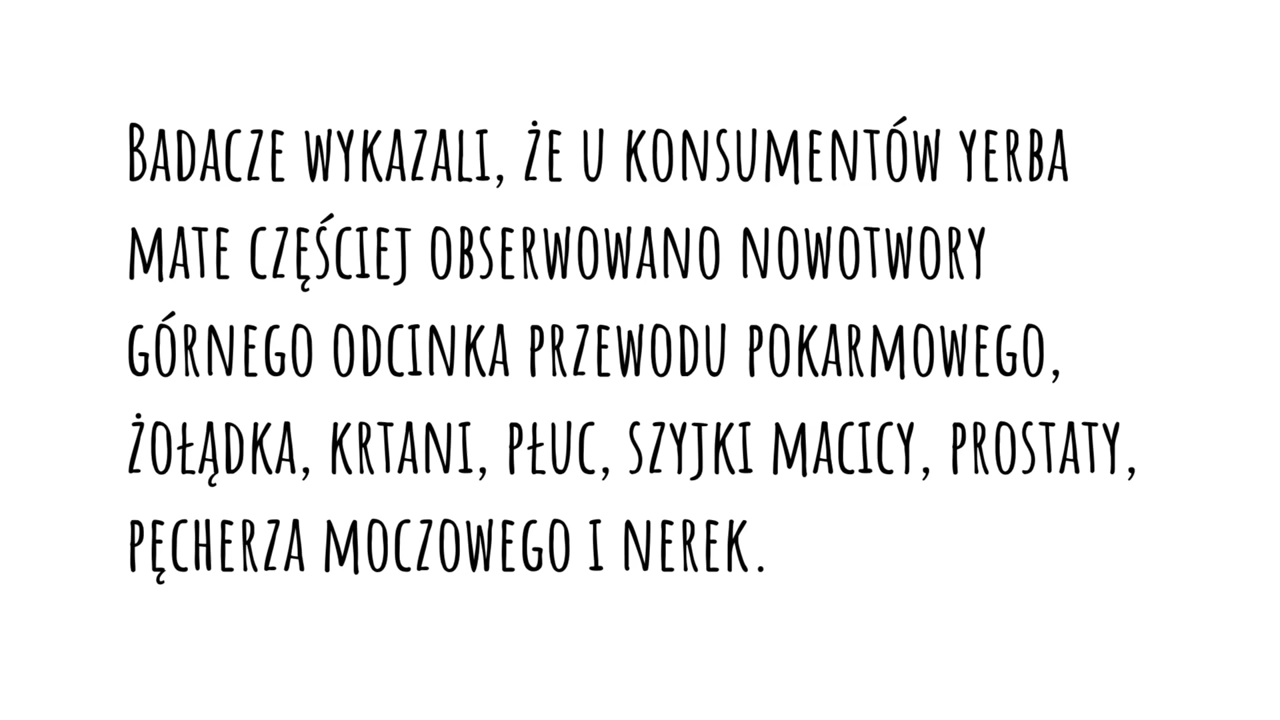 Badacze wykazali, że u konsumentów yerba
mate częściej obserwowano nowotwory
górnego odcinka przewodu pokarmowego,
żołądka, krtani, płuc, szyjki macicy, prostaty,
pęcherza moczowego i nerek.